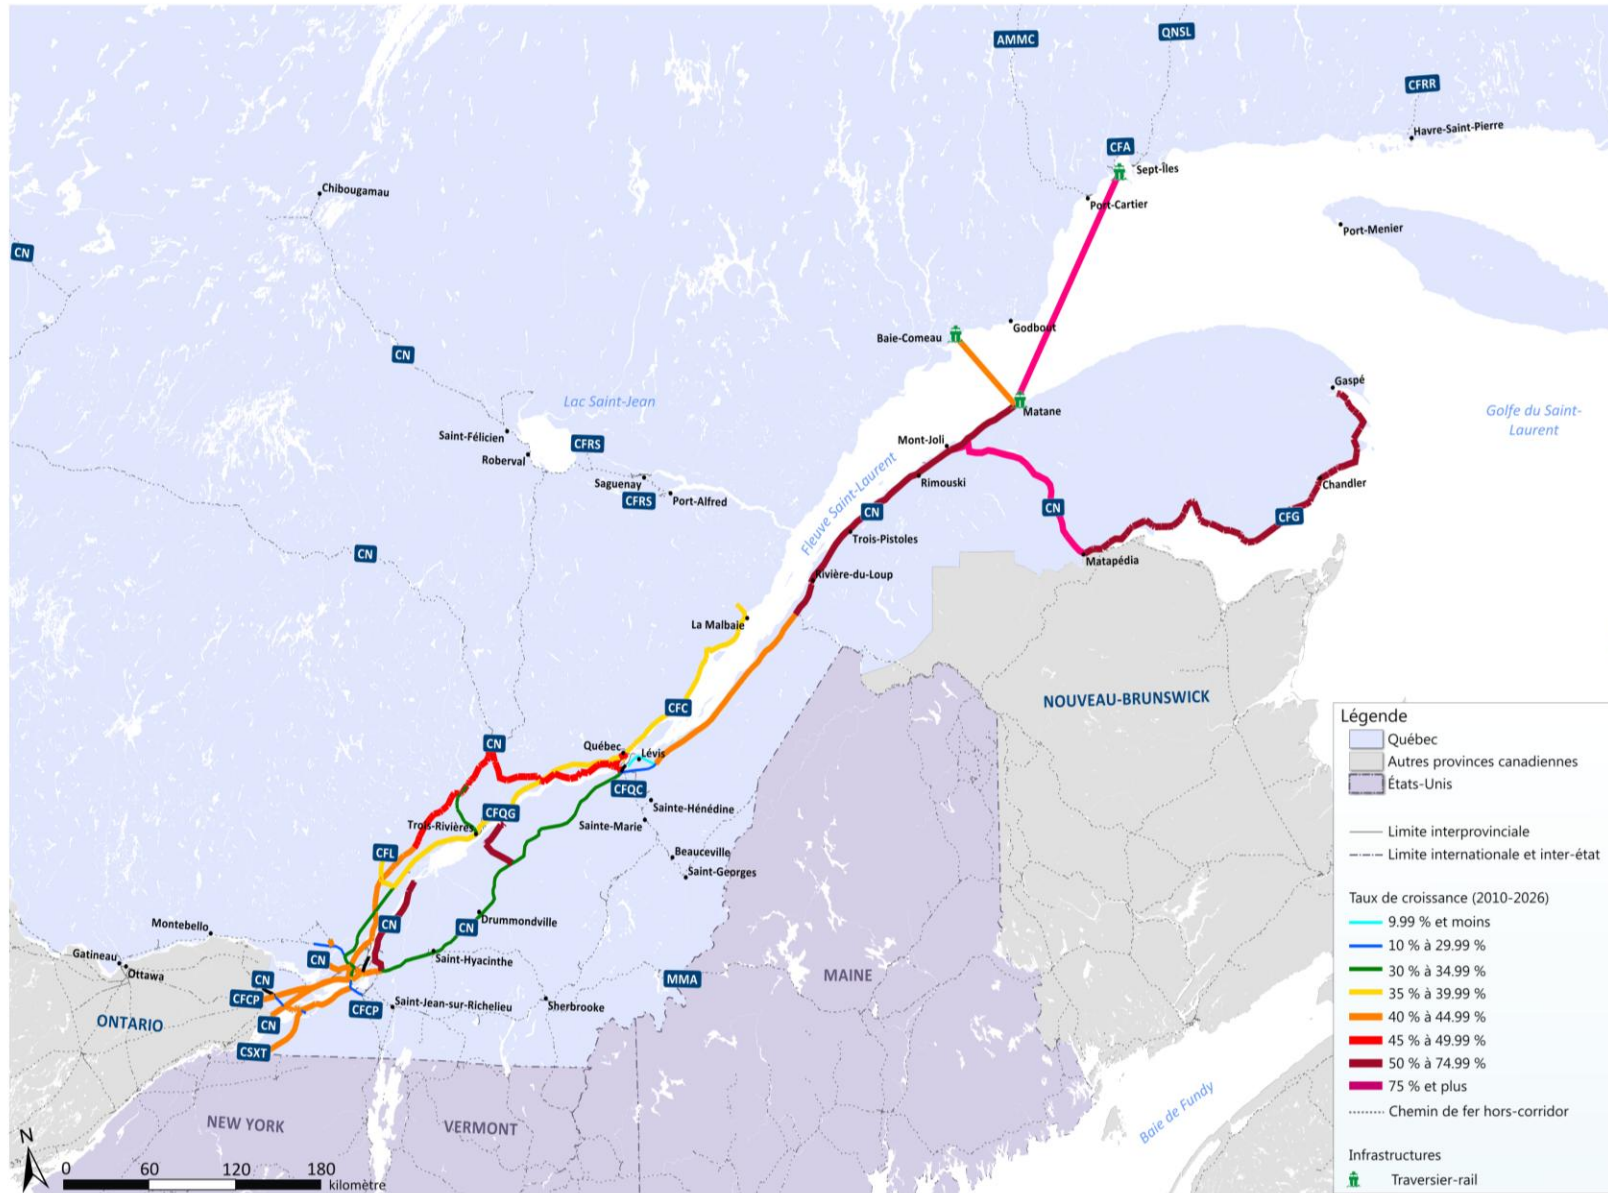 AMMC
QNSL
CFRR
Havre-Saint-Pierre
CFA
Sept-Îles
Chibougamau
Port-Cartier
Port-Menier
CN
Godbout
Baie-Comeau
CN
Gaspé
Lac Saint-Jean
Matane
Golfe du Saint-
Laurent
Saint-Félicien
CFRS
Mont-Joli
Roberval
Saguenay
Rimouski
Chandler
CFRS
Port-Alfred
Fleuve Saint-Laurent
CN
CN
CFG
Trois-Pistoles
CN
Matapédia
Rivière-du-Loup
La Malbaie
NOUVEAU-BRUNSWICK
CFC
CN
Québec
Lévis
CFQC
Sainte-Hénédine
CFQG
Trois-Rivières
Sainte-Marie
CFL
Beauceville
Saint-Georges
Drummondville
CN
CN
Montebello
Saint-Hyacinthe
Gatineau
Ottawa
CN
CN
MMA
MAINE
CFCP
CFCP
Saint-Jean-sur-Richelieu
Sherbrooke
ONTARIO
CN
CSXT
NEW YORK
VERMONT
Baie de Fundy
N
0
60
120
180
kilomètre
Légende
Québec
Autres provinces canadiennes
États-Unis
Limite interprovinciale
Limite internationale et inter-état
Taux de croissance (2010-2026)
9.99 % et moins
10 % à 29.99 %
30 % à 34.99 %
35 % à 39.99 %
40 % à 44.99 %
45 % à 49.99 %
50 % à 74.99 %
75 % et plus
Chemin de fer hors-corridor
Infrastructures
Traversier-rail